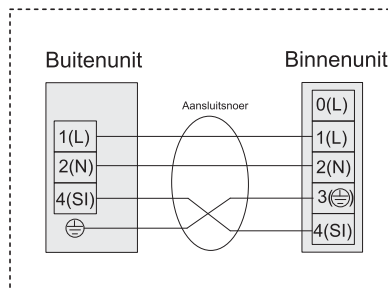 Buitenunit
Binnenunit
Aansluitsnoer
1(L)
2(N)
4(SI)
0(L)
1(L)
2(N)
3(⏚)
4(SI)